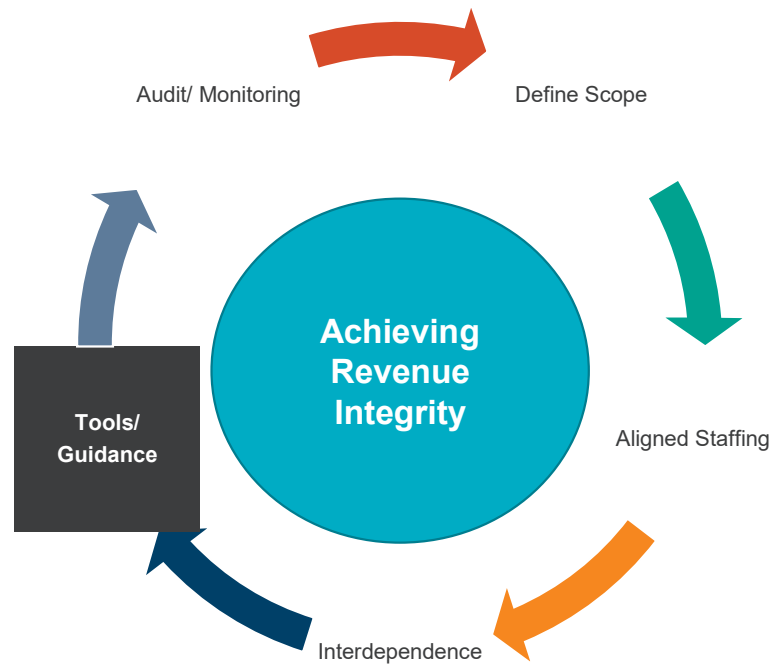 Audit/ Monitoring
Define Scope
Achieving
Revenue
Integrity
Tools/
Guidance
Aligned Staffing
Interdependence